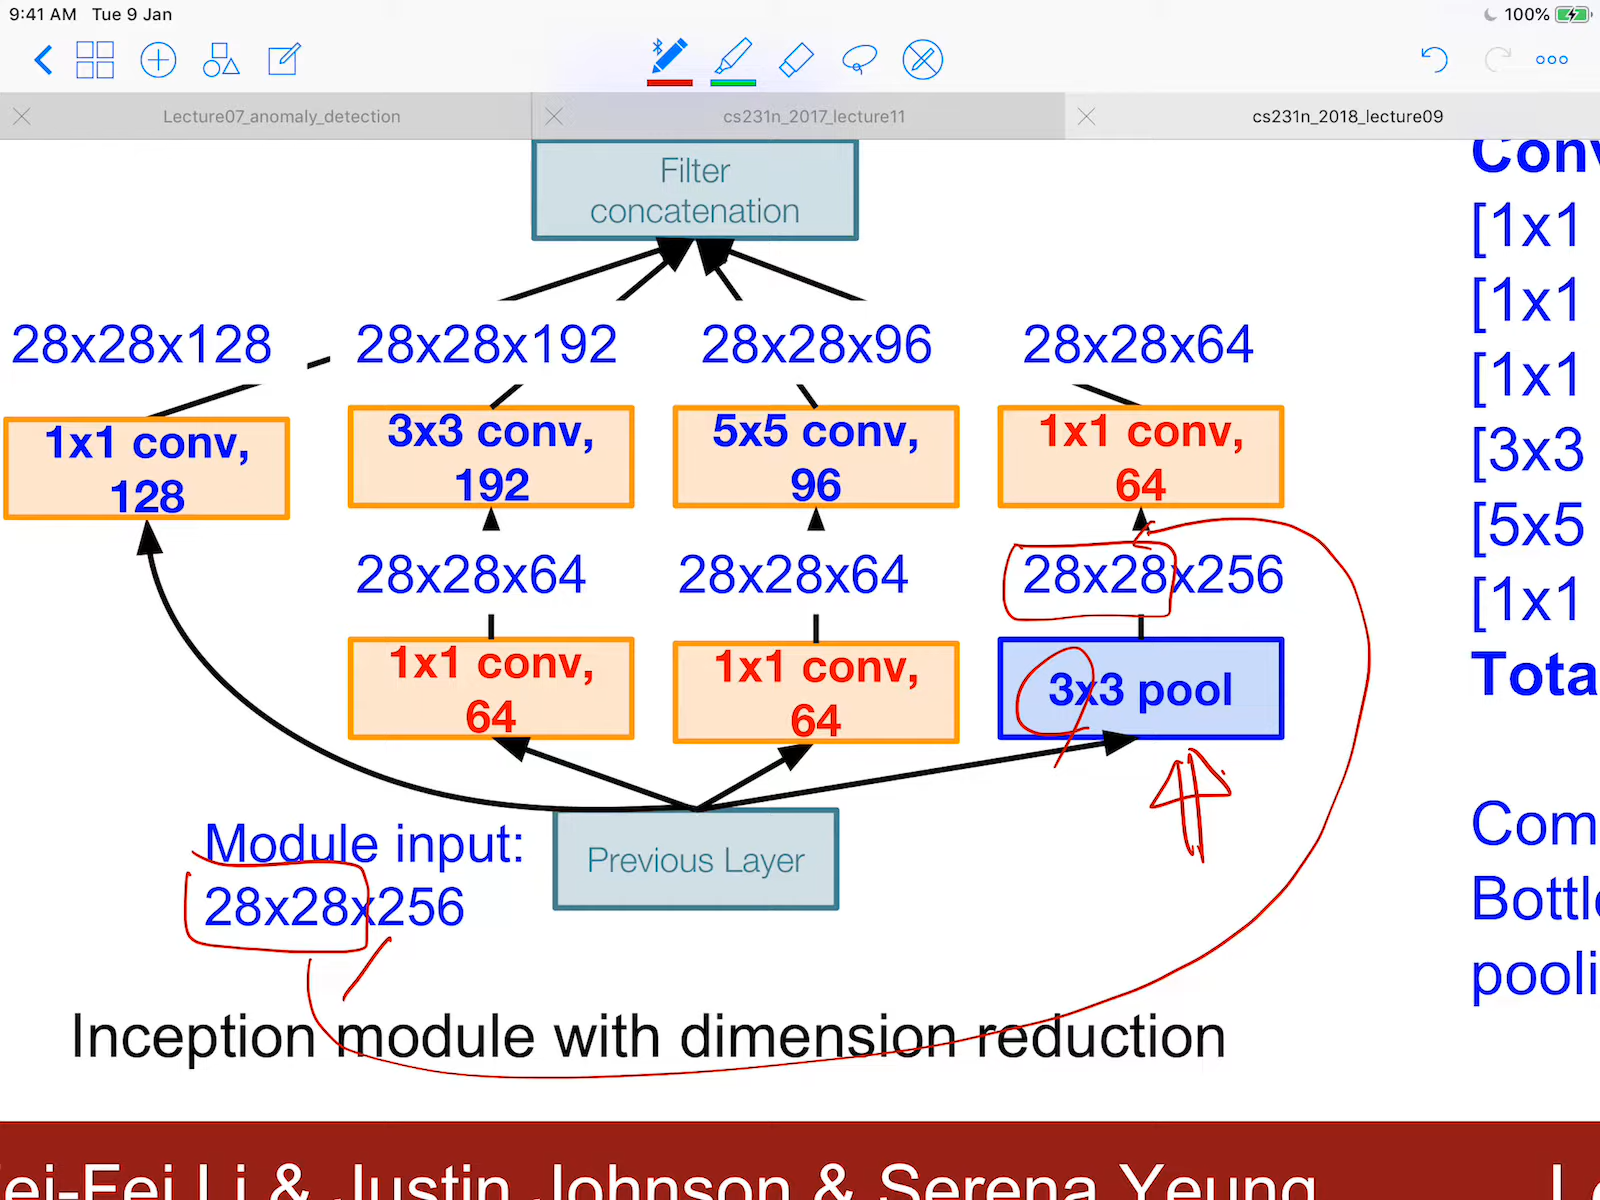 9:41 AM Tue 9 Jan
100%
Lecture07_anomaly_detection
cs231n_2017_lecture11
cs231n_2018_lecture09
Filter
concatenation
28x28x128
28x28x192
28x28x96
28x28x64
1x1 conv,
128
3x3 conv,
192
5x5 conv,
96
1x1 conv,
64
28x28x64
28x28x64
28x28x256
1x1 conv,
64
1x1 conv,
64
3x3 pool
Module input:
28x28x256
Previous Layer
Inception module with dimension reduction
Conv
[1x1
[1x1
[1x1
[3x3
[5x5
[1x1
Tota
Com
Bottl
pooli
ei-Fei Li & Justin Johnson & Serena Yeung